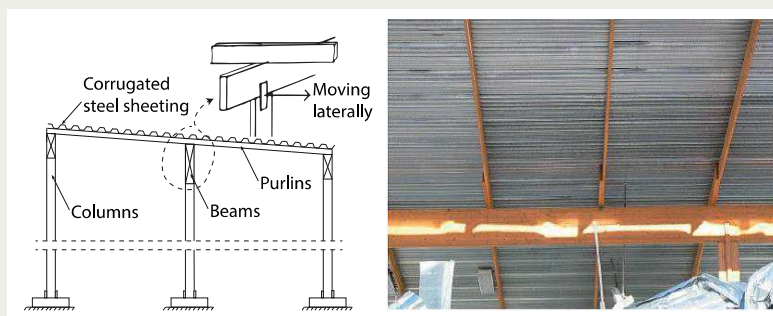 Corrugated
steel sheeting
Moving
laterally
Purlins
Columns
Beams